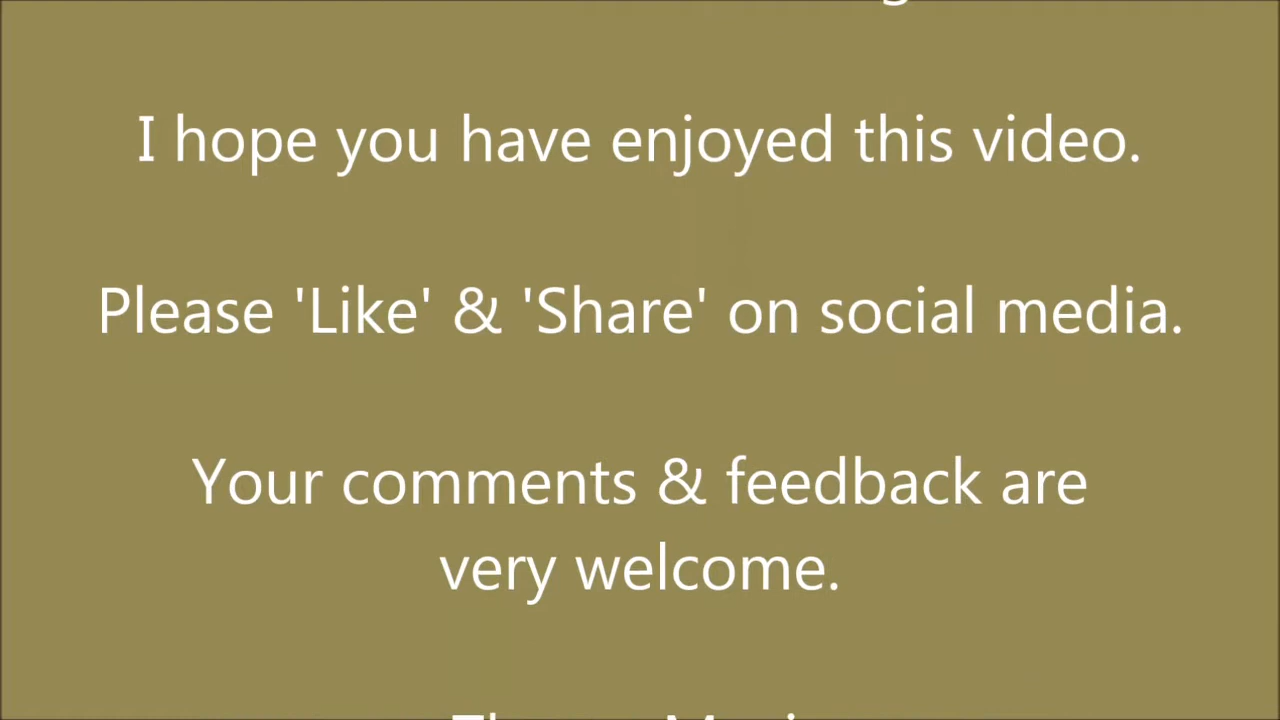 I hope you have enjoyed this video.
Please 'Like' & 'Share' on social media.
Your comments & feedback are
very welcome.